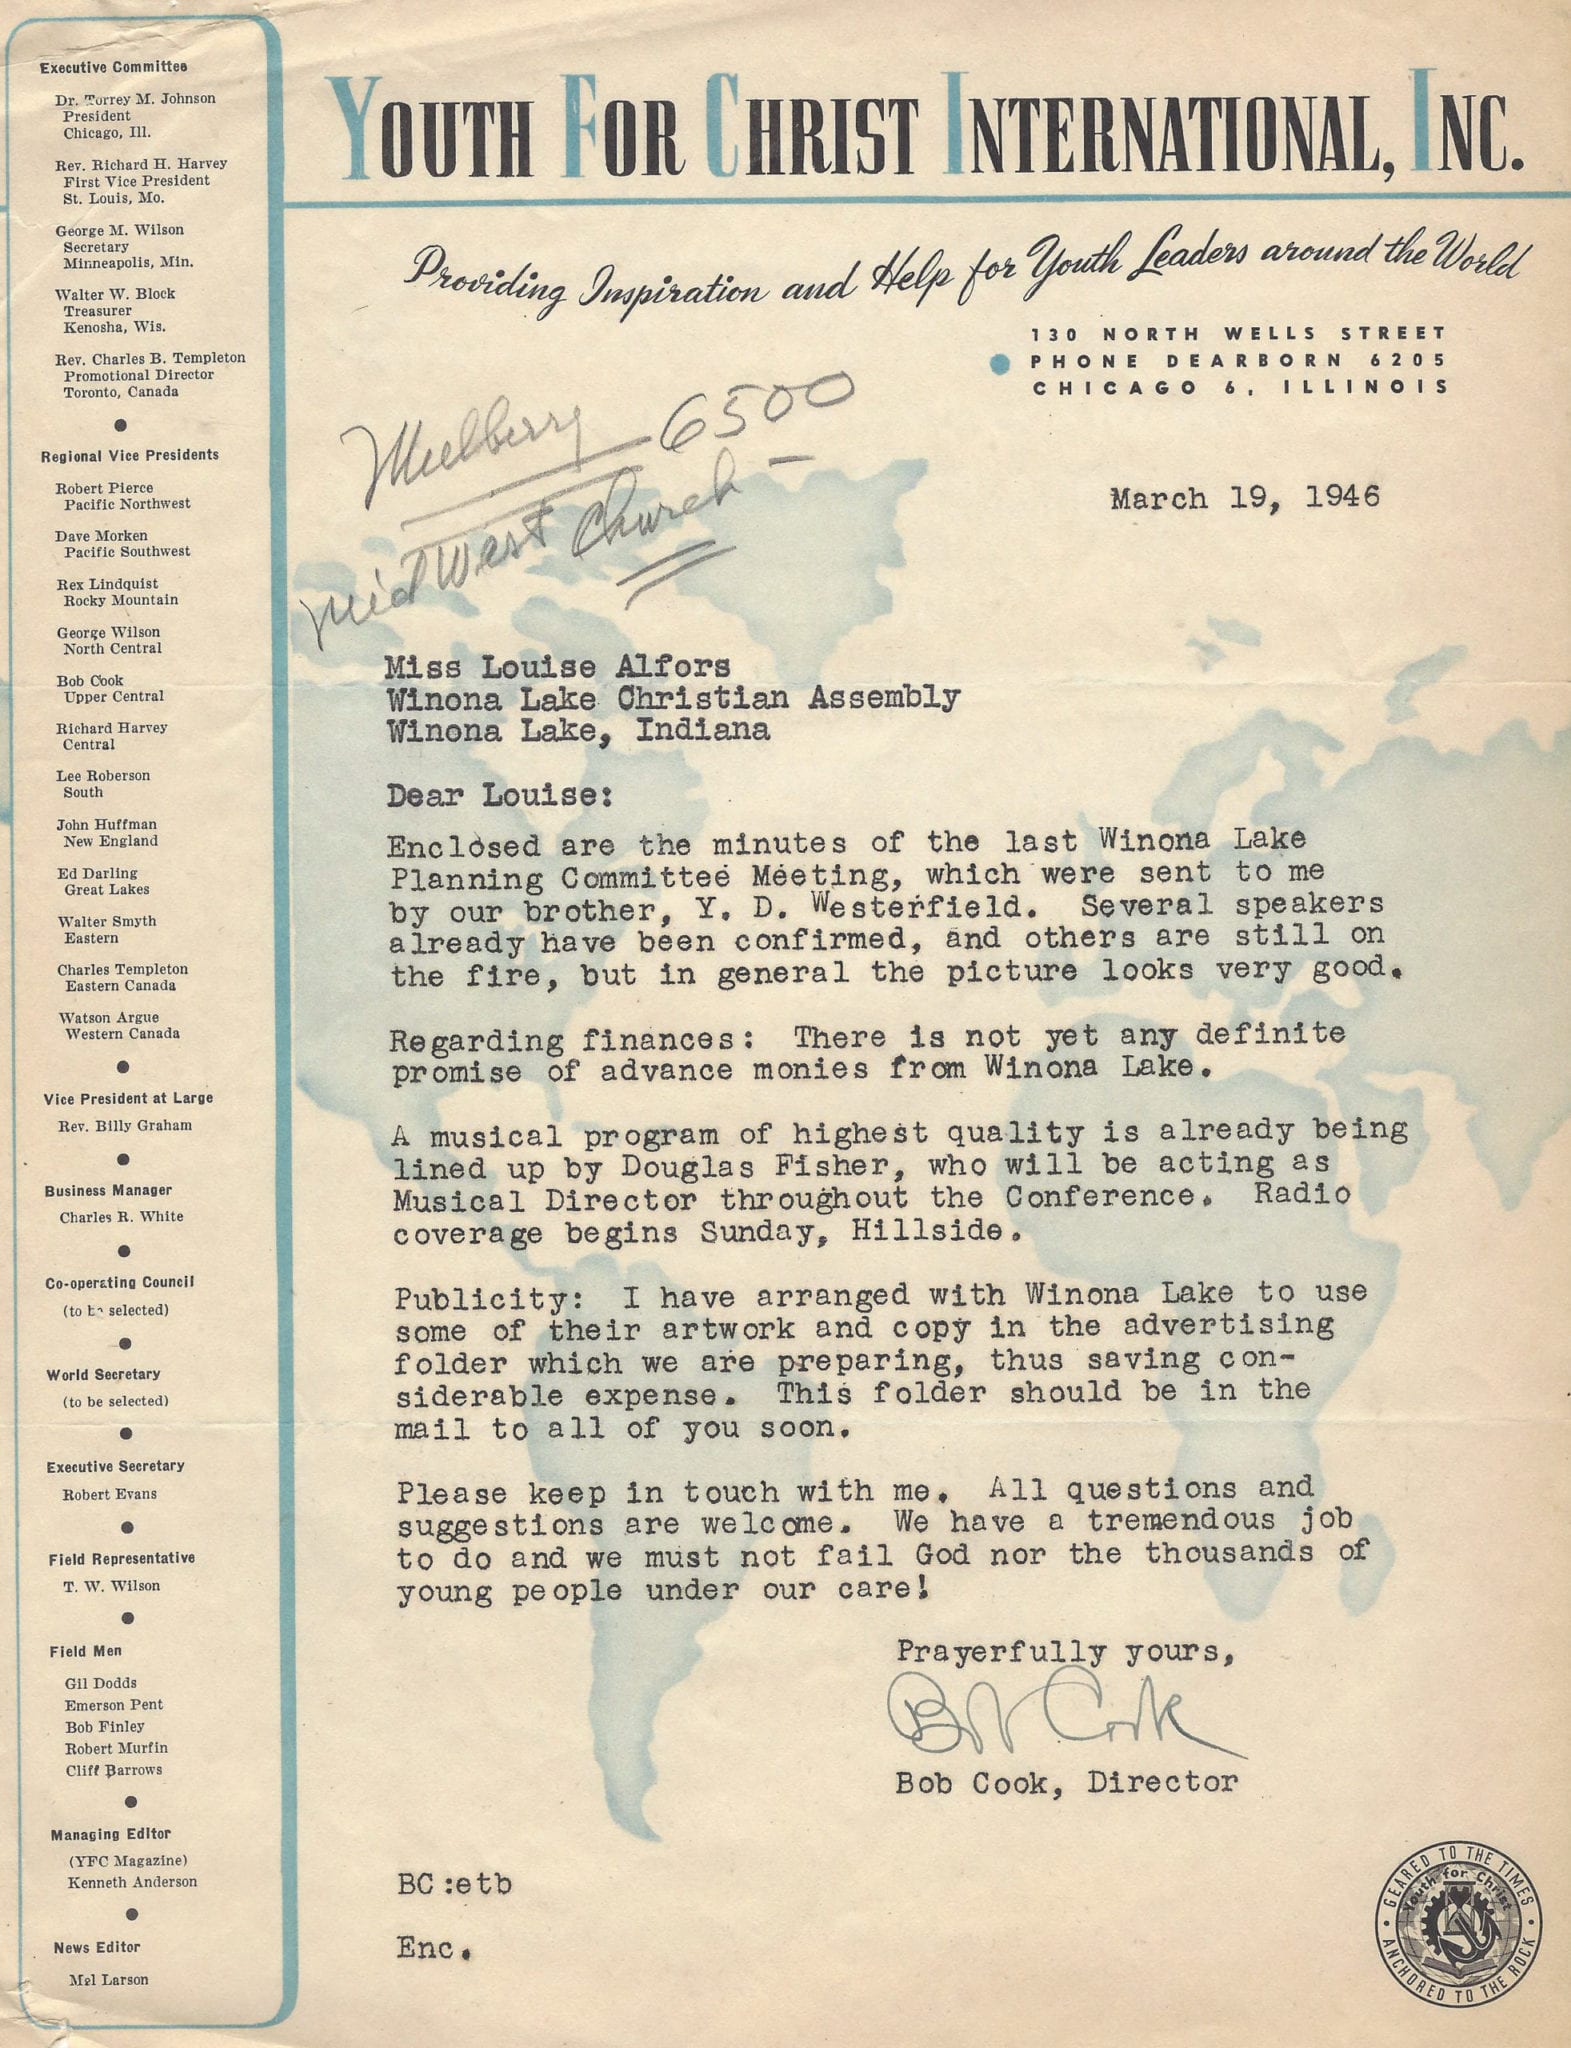 Executive Committee
Dr. Torrey M. Johnson
President
Chicago, Ill.
Rev. Richard H. Harvey
First Vice President
St. Louis, Mo.
George M. Wilson
Secretary
Minneapolis, Min.
Walter W. Block
Treasurer
Kenosha, Wis.
Rev. Charles B. Templeton
Promotional Director
Toronto, Canada
Regional Vice Presidents
Robert Pierce
Pacific Northwest
Dave Morken
Pacific Southwest
Rex Lindquist
Rocky Mountain
George Wilson
North Central
Bob Cook
Upper Central
Richard Harvey
Central
Lee Roberson
South
John Huffman
New England
Ed Darling
Great Lakes
Walter Smyth
Eastern
Charles Templeton
Eastern Canada
Watson Argue
Western Canada
Vice President at Large
Rev. Billy Graham
Business Manager
Charles R. White
Co-operating Council
(to be selected)
World Secretary
(to be selected)
Executive Secretary
Robert Evans
Field Representative
T. W. Wilson
Field Men
Gil Dodds
Emerson Pent
Bob Finley
Robert Murfin
Cliff Barrows
Managing Editor
(YFC Magazine)
Kenneth Anderson
News Editor
Mel Larson
YOUTH FOR CHRIST INTERNATIONAL, INC.
Providing Inspiration and Help for Youth Leaders around the World
130 NORTH WELLS STREET
PHONE DEARBORN 6205
CHICAGO 6, ILLINOIS
Mulberry 6500
Mid West Church
March 19, 1946
Miss Louise Alfors
Winona Lake Christian Assembly
Winona Lake, Indiana
Dear Louise:
Enclosed are the minutes of the last Winona Lake
Planning Committee Meeting, which were sent to me
by our brother, Y. D. Westerfield. Several speakers
already have been confirmed, and others are still on
the fire, but in general the picture looks very good.
Regarding finances: There is not yet any definite
promise of advance monies from Winona Lake.
A musical program of highest quality is already being
lined up by Douglas Fisher, who will be acting as
Musical Director throughout the Conference. Radio
coverage begins Sunday, Hillside.
Publicity: I have arranged with Winona Lake to use
some of their artwork and copy in the advertising
folder which we are preparing, thus saving con-
siderable expense. This folder should be in the
mail to all of you soon.
Please keep in touch with me. All questions and
suggestions are welcome. We have a tremendous job
to do and we must not fail God nor the thousands of
young people under our care!
Prayerfully yours,
Bob Cook
Bob Cook, Director
BC:etb
Enc.
GEARED TO THE TIMES
Youth for Christ
ANCHORED TO THE ROCK